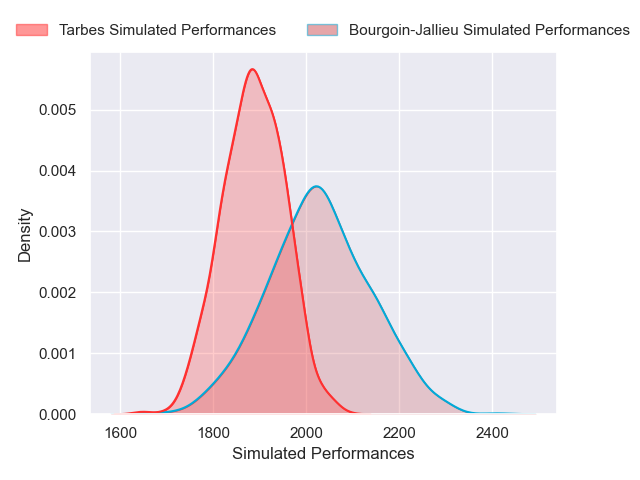 Tarbes Simulated Performances Bourgoin-Jallieu Simulated Performances
0.005
0.004
0.003
0.002
0.001
0.000
Density
1600 1800 2000 2200 2400
Simulated Performances